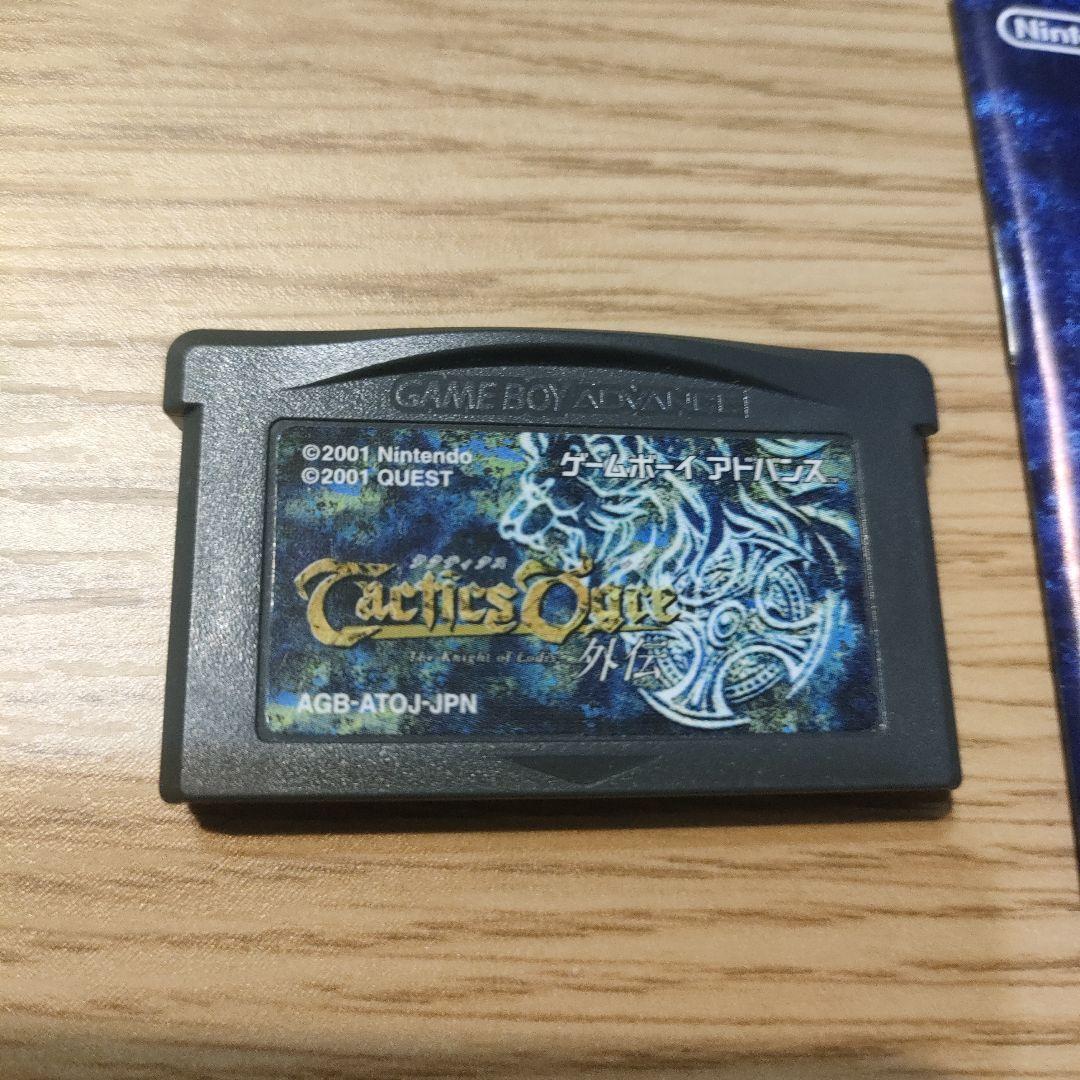 Ninte
GAME BOY ADVANCE
©2001 Nintendo
©2001 QUEST
ゲームボーイ アドバンス
タクティクス
Tactics Ogre
The Knight of Lodis
外伝
AGB-ATOJ-JPN